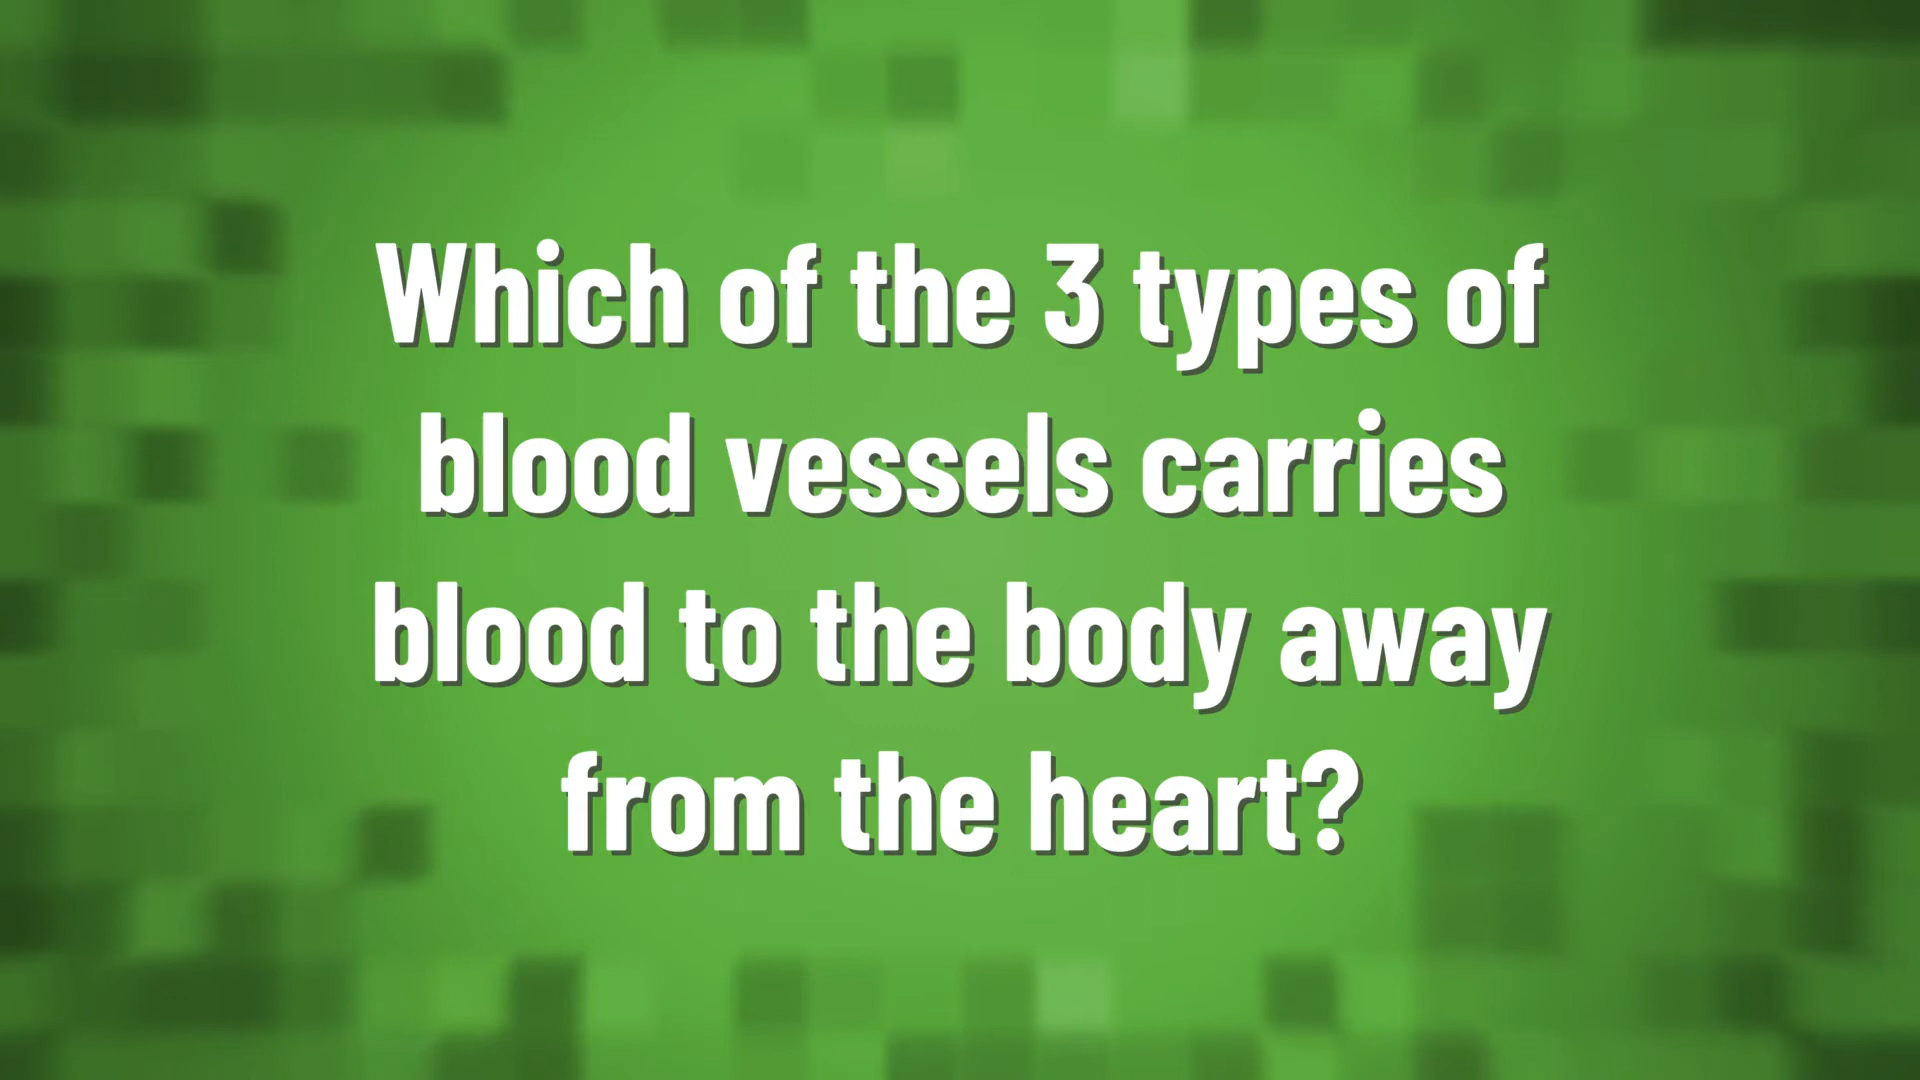 Which of the 3 types of
blood vessels carries
blood to the body away
from the heart?